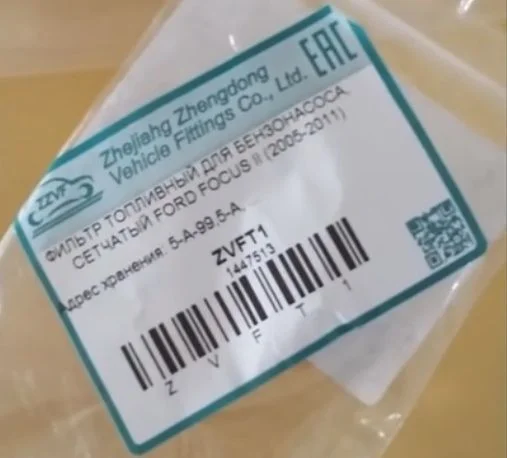 Zhejiahg Zhengdong
Vehicle Fittings Co., Ltd.
EAC
ZZVF
ФИЛЬТР ТОПЛИВНЫЙ ДЛЯ БЕНЗОНАСОСА,
СЕТЧАТЫЙ FORD FOCUS II (2005-2011)
Адрес хранения: 5-A-99,5-A,
ZVFT1
1447513
Z V F T 1